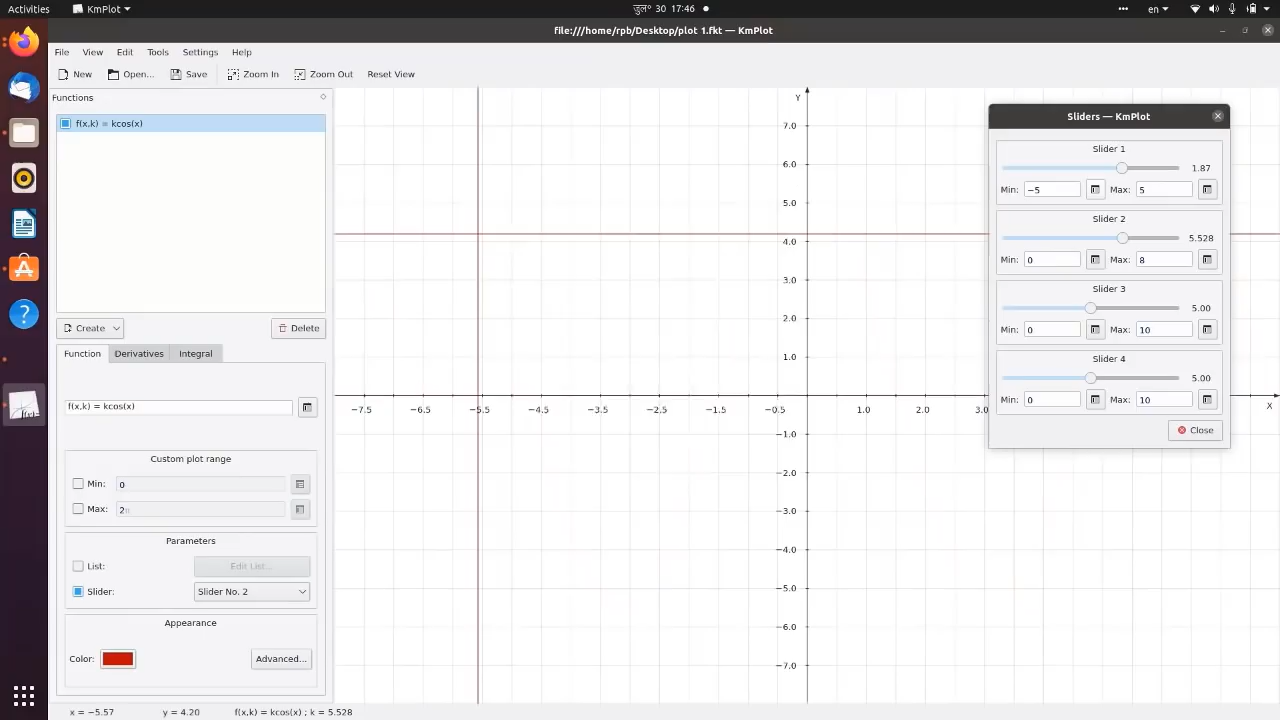 Activities
KmPlot
जुल॰ 30 17:46
en
file:///home/rpb/Desktop/plot 1.fkt — KmPlot
File View Edit Tools Settings Help
New Open... Save Zoom In Zoom Out Reset View
Functions
f(x,k) = kcos(x)
Create
Delete
Function Derivatives Integral
f(x,k) = kcos(x)
Custom plot range
Min: 0
Max: 2π
Parameters
List: Edit List...
Slider: Slider No. 2
Appearance
Color: Advanced...
Y
7.0
6.0
5.0
4.0
3.0
2.0
1.0
−7.5 −6.5 −5.5 −4.5 −3.5 −2.5 −1.5 −0.5 1.0 2.0 3.0
X
−1.0
−2.0
−3.0
−4.0
−5.0
−6.0
−7.0
Sliders — KmPlot
Slider 1
1.87
Min: −5 Max: 5
Slider 2
5.528
Min: 0 Max: 8
Slider 3
5.00
Min: 0 Max: 10
Slider 4
5.00
Min: 0 Max: 10
Close
x = −5.57 y = 4.20 f(x,k) = kcos(x) ; k = 5.528